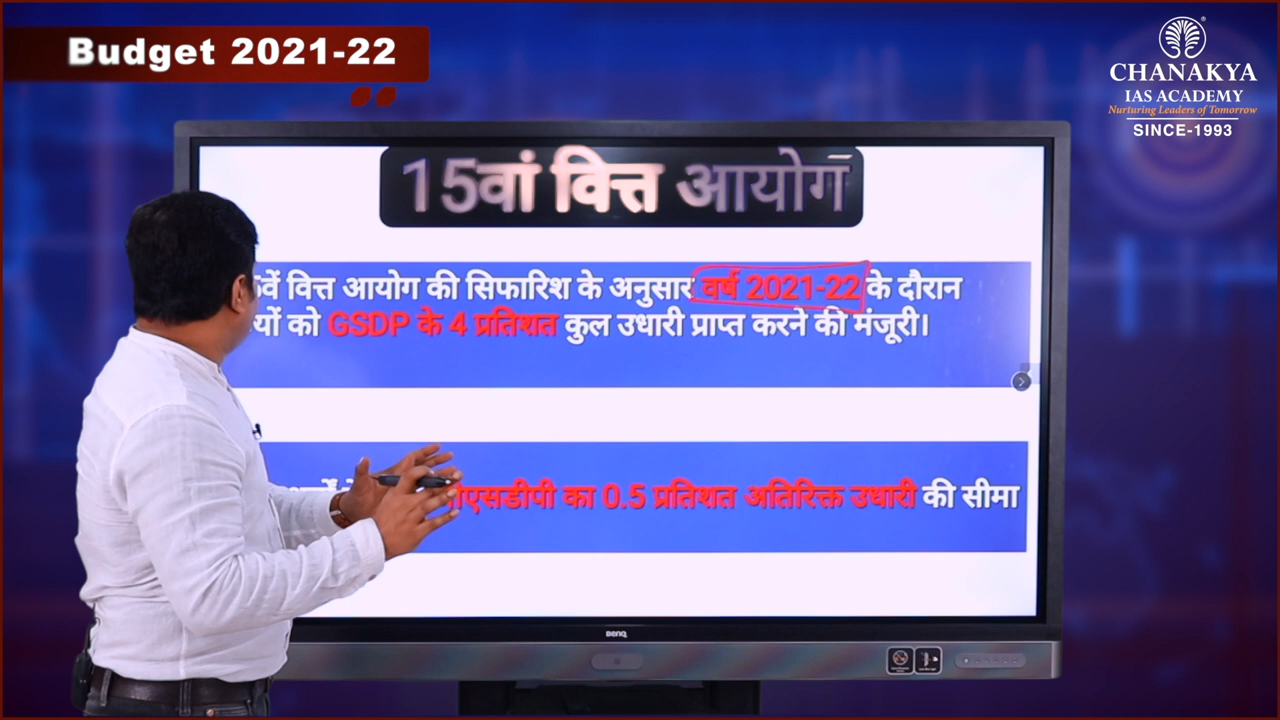 Budget 2021-22
CHANAKYA
IAS ACADEMY
Nurturing Leaders of Tomorrow
SINCE-1993
15वां वित्त आयोग
वित्त आयोग की सिफारिश के अनुसार वर्ष 2021-22 के दौरान
को GSDP के 4 प्रतिशत कुल उधारी प्राप्त करने की मंजूरी।
का 0.5 प्रतिशत अतिरिक्त उधारी की सीमा
BenQ